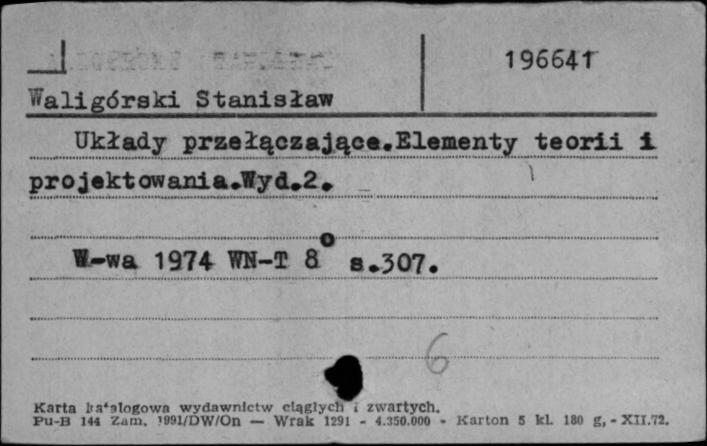 196641
Waligórski Stanisław
Układy przełączające.Elementy teorii i
projektowania.Wyd.2.
W-wa 1974 WN-T 8° s.307.
6
Karta katalogowa wydawnictw ciągłych i zwartych.
Pu-B 144 Zam. 1991/DW/On — Wrak 1291 - 4.350.000 - Karton 5 kl. 180 g, - XII.72.